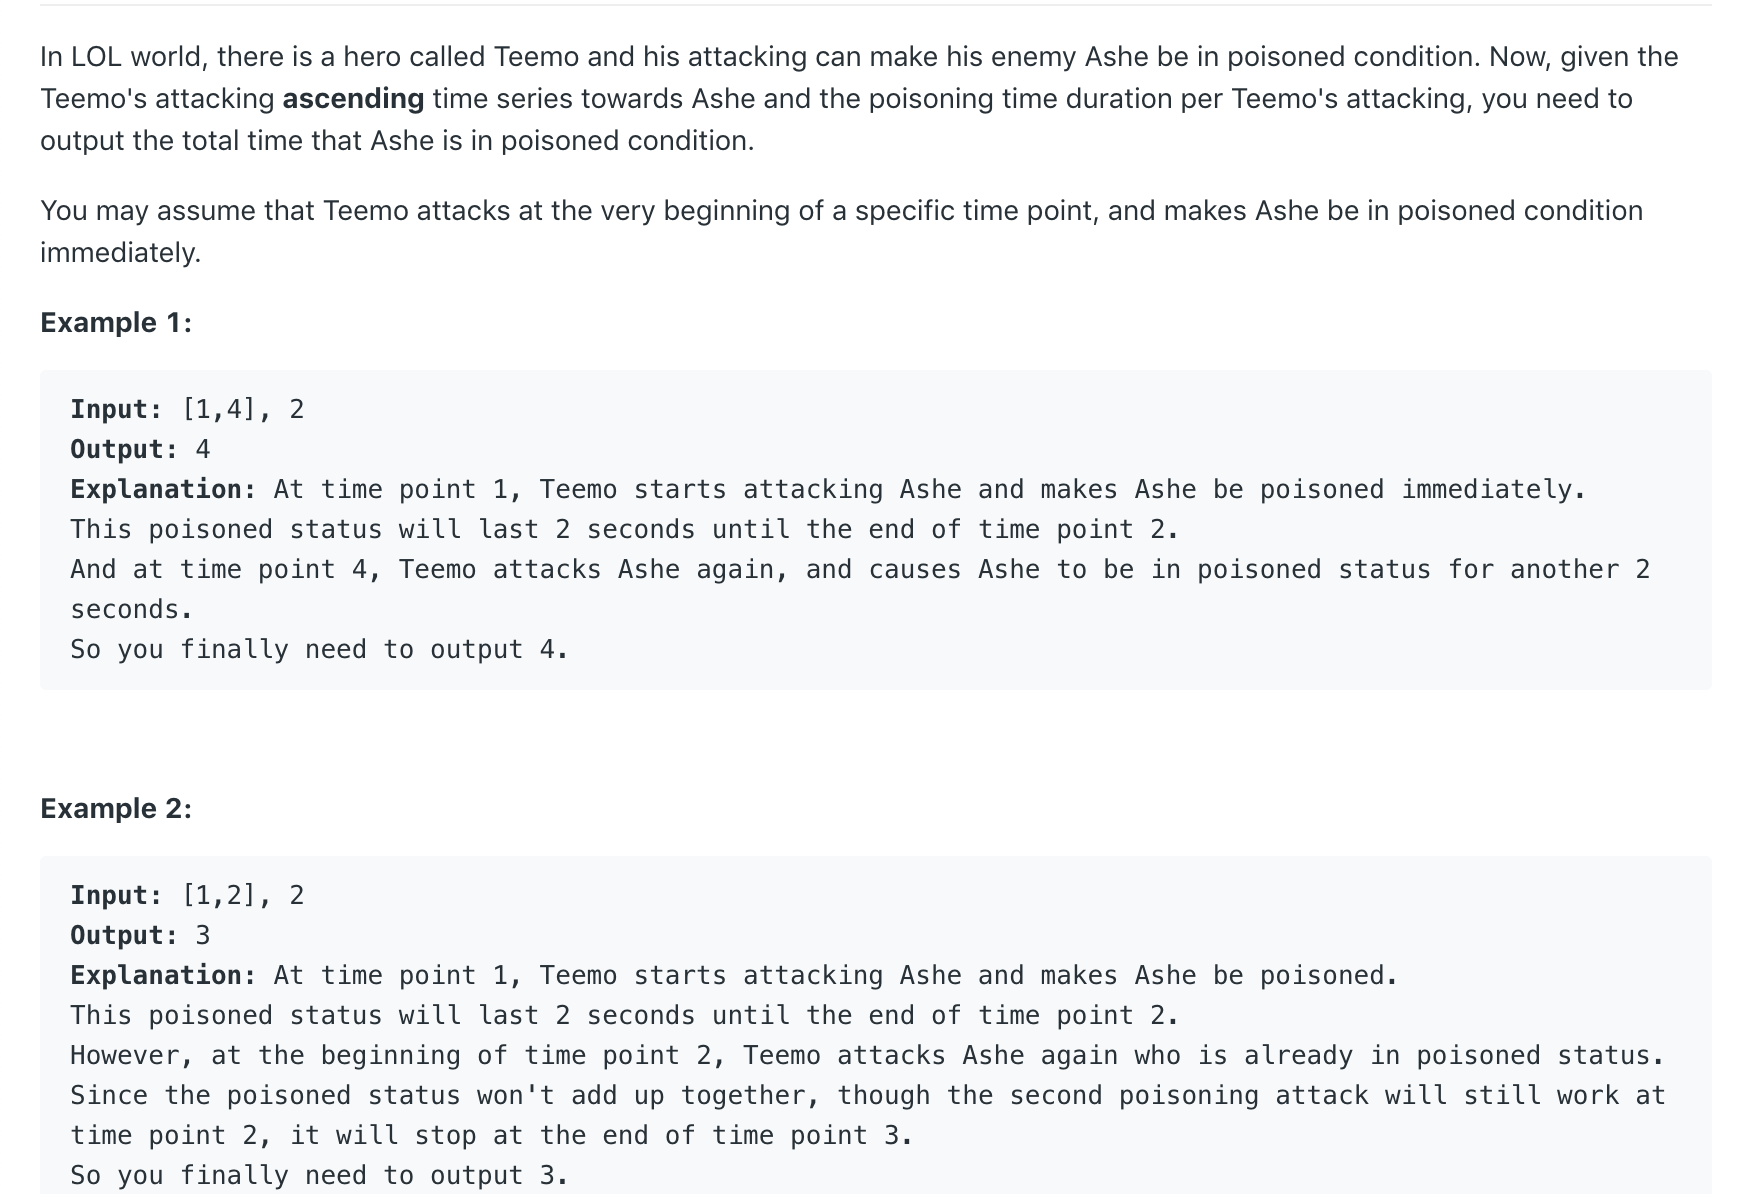 In LOL world, there is a hero called Teemo and his attacking can make his enemy Ashe be in poisoned condition. Now, given the
Teemo's attacking ascending time series towards Ashe and the poisoning time duration per Teemo's attacking, you need to
output the total time that Ashe is in poisoned condition.
You may assume that Teemo attacks at the very beginning of a specific time point, and makes Ashe be in poisoned condition
immediately.
Example 1:
Input: [1,4], 2
Output: 4
Explanation: At time point 1, Teemo starts attacking Ashe and makes Ashe be poisoned immediately.
This poisoned status will last 2 seconds until the end of time point 2.
And at time point 4, Teemo attacks Ashe again, and causes Ashe to be in poisoned status for another 2
seconds.
So you finally need to output 4.
Example 2:
Input: [1,2], 2
Output: 3
Explanation: At time point 1, Teemo starts attacking Ashe and makes Ashe be poisoned.
This poisoned status will last 2 seconds until the end of time point 2.
However, at the beginning of time point 2, Teemo attacks Ashe again who is already in poisoned status.
Since the poisoned status won't add up together, though the second poisoning attack will still work at
time point 2, it will stop at the end of time point 3.
So you finally need to output 3.